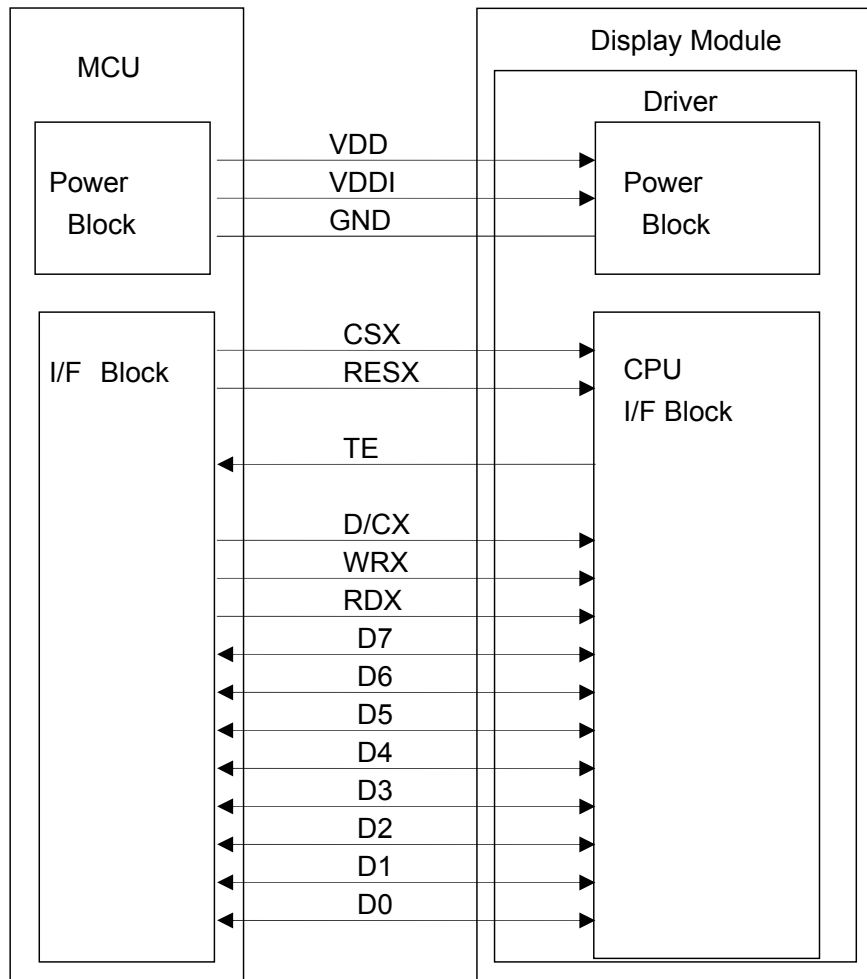 MCU
Display Module
Driver
Power
Block
VDD
VDDI
GND
Power
Block
I/F Block
CSX
RESX
TE
D/CX
WRX
RDX
D7
D6
D5
D4
D3
D2
D1
D0
CPU
I/F Block